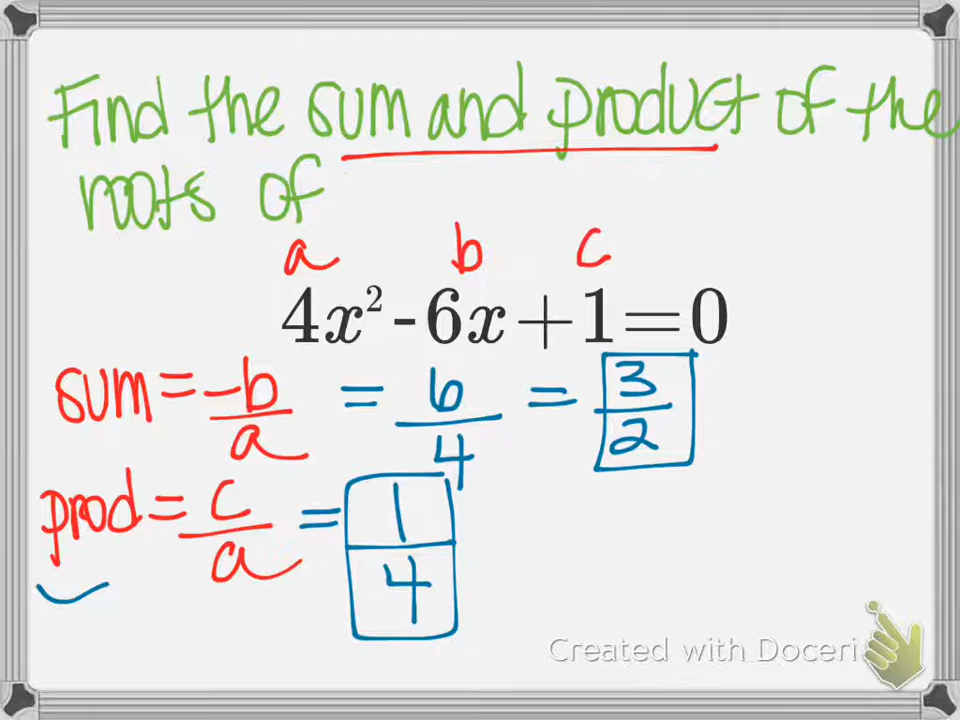 Find the sum and product of the
roots of
a b c
4x² - 6x + 1 = 0
sum = -b/a = 6/4 = 3/2
prod = c/a = 1/4
Created with Doceri